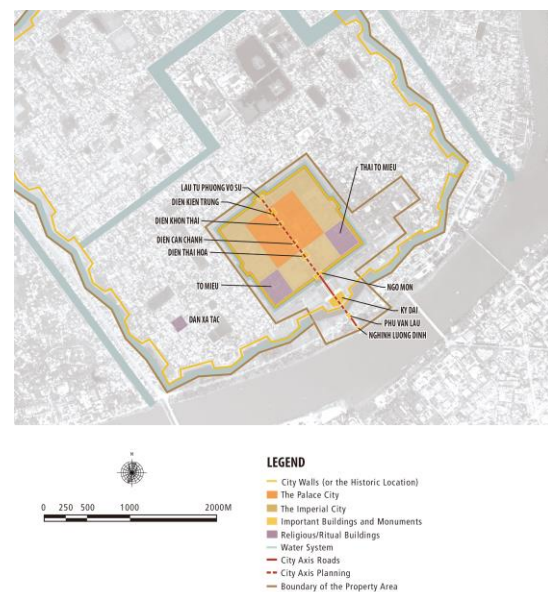 THAI TO MIEU
LAU TU PHUONG VO SU
DIEN KIEN TRUNG
DIEN KHON THAI
DIEN CAN CHANH
DIEN THAI HOA
TO MIEU
NGO MON
KY DAI
DAN XA TAC
PHU VAN LAU
NGHINH LUONG DINH
N
0 250 500 1000 2000M
LEGEND
City Walls (or the Historic Location)
The Palace City
The Imperial City
Important Buildings and Monuments
Religious/Ritual Buildings
Water System
City Axis Roads
City Axis Planning
Boundary of the Property Area